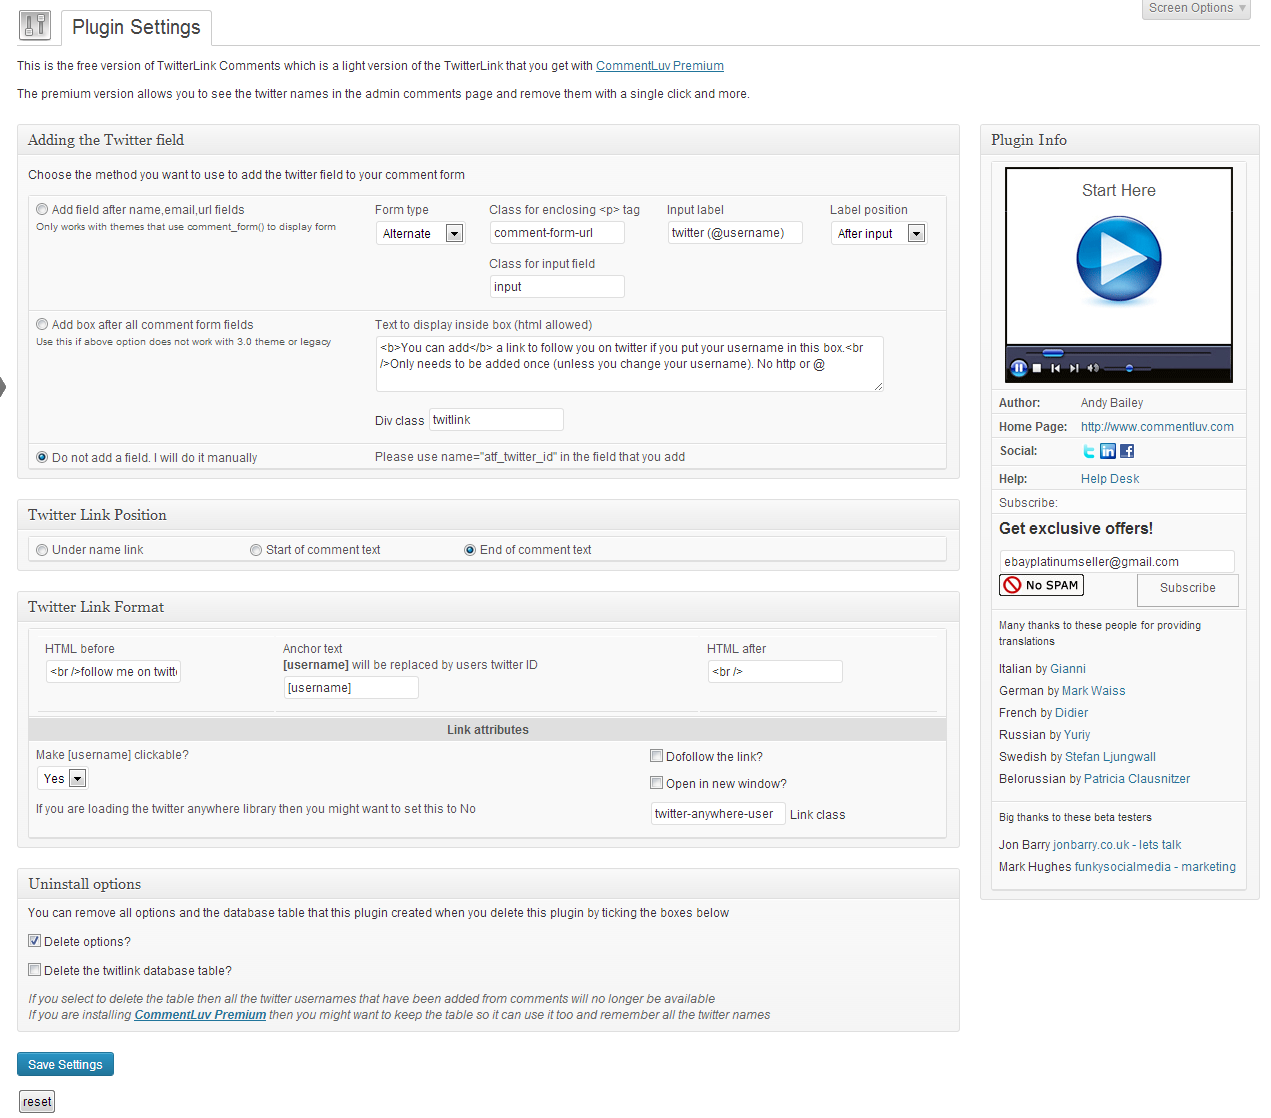 Screen Options
Plugin Settings
This is the free version of TwitterLink Comments which is a light version of the TwitterLink that you get with CommentLuv Premium
The premium version allows you to see the twitter names in the admin comments page and remove them with a single click and more.
Adding the Twitter field
Choose the method you want to use to add the twitter field to your comment form
Add field after name,email,url fields
Only works with themes that use comment_form() to display form
Form type
Alternate
Class for enclosing <p> tag
comment-form-url
Input label
twitter (@username)
Label position
After input
Class for input field
input
Add box after all comment form fields
Use this if above option does not work with 3.0 theme or legacy
Text to display inside box (html allowed)
<b>You can add</b> a link to follow you on twitter if you put your username in this box.<br
/>Only needs to be added once (unless you change your username). No http or @
Div class twitlink
Do not add a field. I will do it manually
Please use name="atf_twitter_id" in the field that you add
Twitter Link Position
Under name link
Start of comment text
End of comment text
Twitter Link Format
HTML before
<br />follow me on twitt
Anchor text
[username] will be replaced by users twitter ID
[username]
HTML after
<br />
Link attributes
Make [username] clickable?
Yes
If you are loading the twitter anywhere library then you might want to set this to No
Dofollow the link?
Open in new window?
twitter-anywhere-user Link class
Uninstall options
You can remove all options and the database table that this plugin created when you delete this plugin by ticking the boxes below
Delete options?
Delete the twitlink database table?
If you select to delete the table then all the twitter usernames that have been added from comments will no longer be available
If you are installing CommentLuv Premium then you might want to keep the table so it can use it too and remember all the twitter names
Save Settings
reset
Plugin Info
Start Here
Author: Andy Bailey
Home Page: http://www.commentluv.com
Social: t in f
Help: Help Desk
Subscribe:
Get exclusive offers!
ebayplatinumseller@gmail.com
No SPAM
Subscribe
Many thanks to these people for providing
translations
Italian by Gianni
German by Mark Waiss
French by Didier
Russian by Yuriy
Swedish by Stefan Ljungwall
Belorussian by Patricia Clausnitzer
Big thanks to these beta testers
Jon Barry jonbarry.co.uk - lets talk
Mark Hughes funkysocialmedia - marketing